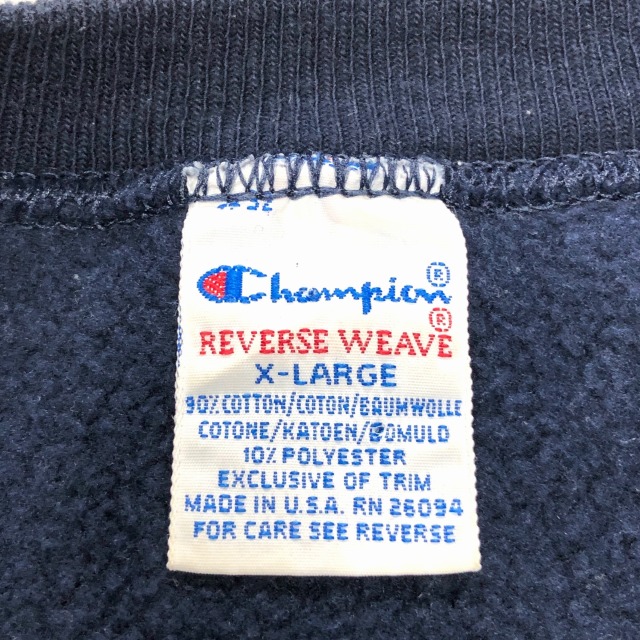 Champion®
REVERSE WEAVE®
X-LARGE
90% COTTON/COTON/BAUMWOLLE
COTONE/KATOEN/BOMULD
10% POLYESTER
EXCLUSIVE OF TRIM
MADE IN U.S.A. RN 26094
FOR CARE SEE REVERSE